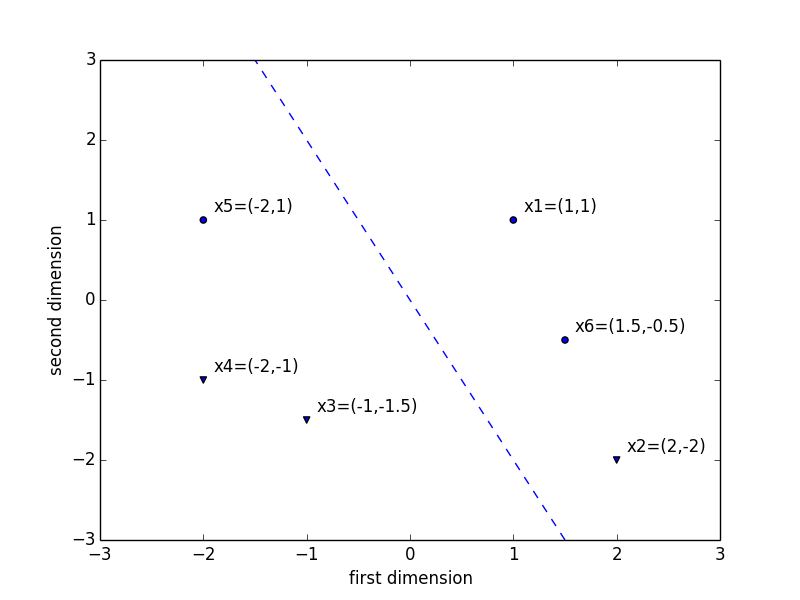 3
2
x5=(-2,1)
x1=(1,1)
1
second dimension
0
x6=(1.5,-0.5)
x4=(-2,-1)
−1
x3=(-1,-1.5)
x2=(2,-2)
−2
−3
−3 −2 −1 0 1 2 3
first dimension